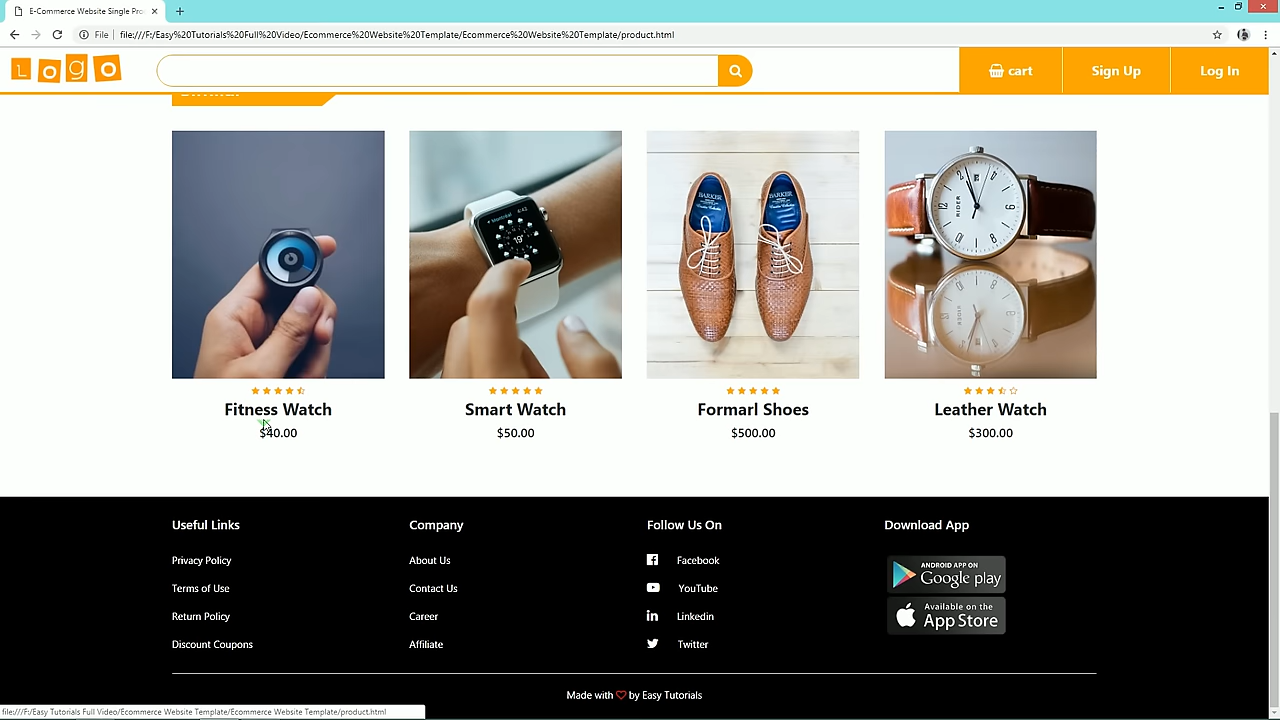 E-Commerce Website Single Pro
File | file:///F:/Easy%20Tutorials%20Full%20Video/Ecommerce%20Website%20Template/Ecommerce%20Website%20Template/product.html
Logo
cart
Sign Up
Log In
BARKER
BARKER
Fitness Watch
Smart Watch
Formarl Shoes
Leather Watch
$40.00
$50.00
$500.00
$300.00
Useful Links
Company
Follow Us On
Download App
Privacy Policy
About Us
Facebook
ANDROID APP ON
Google play
Terms of Use
Contact Us
YouTube
Available on the
App Store
Return Policy
Career
Linkedin
Discount Coupons
Affiliate
Twitter
Made with by Easy Tutorials
file:///F:/Easy Tutorials Full Video/Ecommerce Website Template/Ecommerce Website Template/product.html